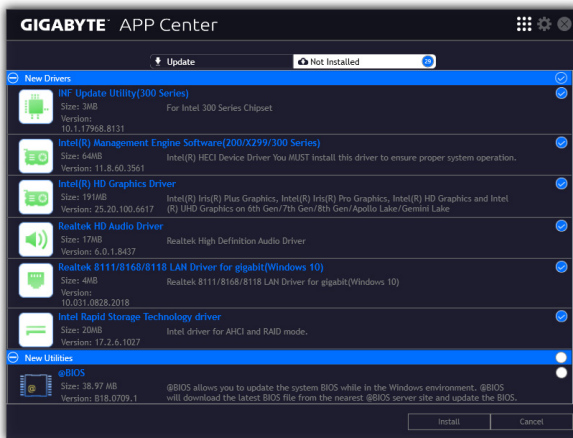 GIGABYTE™ APP Center
Update
Not Installed 29
New Drivers
INF Update Utility(300 Series)
Size: 3MB
For Intel 300 Series Chipset
Version:
10.1.17968.8131
Intel(R) Management Engine Software(200/X299/300 Series)
Size: 64MB
Intel(R) HECI Device Driver You MUST install this driver to ensure proper system operation.
Version: 11.8.60.3561
Intel(R) HD Graphics Driver
Size: 191MB
Intel(R) Iris(R) Plus Graphics, Intel(R) Iris(R) Pro Graphics, Intel(R) HD Graphics and Intel
Version: 25.20.100.6617
(R) UHD Graphics on 6th Gen/7th Gen/8th Gen/Apollo Lake/Gemini Lake
Realtek HD Audio Driver
Size: 17MB
Realtek High Definition Audio Driver
Version: 6.0.1.8437
Realtek 8111/8168/8118 LAN Driver for gigabit(Windows 10)
Size: 4MB
Realtek 8111/8168/8118 LAN Driver for gigabit(Windows 10)
Version:
10.031.0828.2018
Intel Rapid Storage Technology driver
Size: 20MB
Intel driver for AHCI and RAID mode.
Version: 17.2.6.1027
New Utilities
@BIOS
Size: 38.97 MB
@BIOS allows you to update the system BIOS while in the Windows environment. @BIOS
Version: B18.0709.1
will download the latest BIOS file from the nearest @BIOS server site and update the BIOS.
Install
Cancel